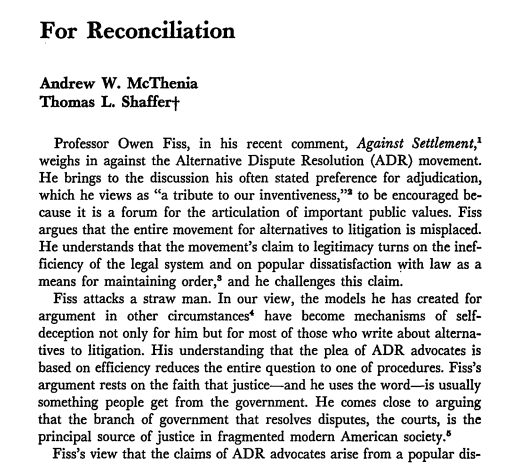 For Reconciliation
Andrew W. McThenia
Thomas L. Shaffer†
Professor Owen Fiss, in his recent comment, Against Settlement,¹
weighs in against the Alternative Dispute Resolution (ADR) movement.
He brings to the discussion his often stated preference for adjudication,
which he views as “a tribute to our inventiveness,”² to be encouraged be-
cause it is a forum for the articulation of important public values. Fiss
argues that the entire movement for alternatives to litigation is misplaced.
He understands that the movement's claim to legitimacy turns on the inef-
ficiency of the legal system and on popular dissatisfaction with law as a
means for maintaining order,³ and he challenges this claim.
Fiss attacks a straw man. In our view, the models he has created for
argument in other circumstances⁴ have become mechanisms of self-
deception not only for him but for most of those who write about alterna-
tives to litigation. His understanding that the plea of ADR advocates is
based on efficiency reduces the entire question to one of procedures. Fiss's
argument rests on the faith that justice—and he uses the word—is usually
something people get from the government. He comes close to arguing
that the branch of government that resolves disputes, the courts, is the
principal source of justice in fragmented modern American society.⁵
Fiss's view that the claims of ADR advocates arise from a popular dis-